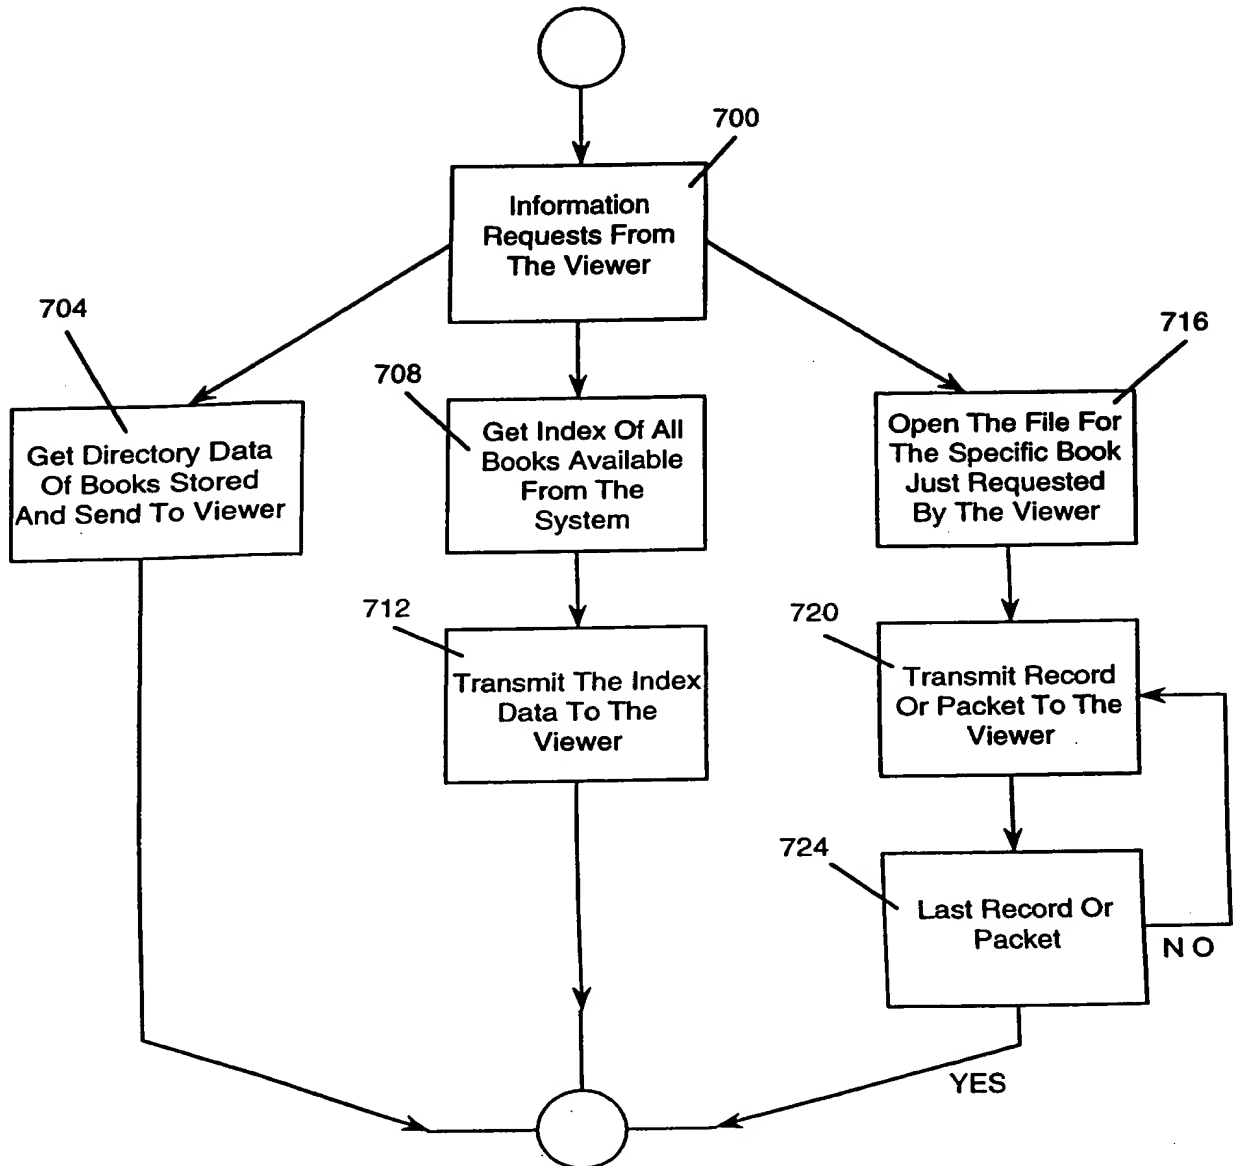 700
Information
Requests From
The Viewer
704
Get Directory Data
Of Books Stored
And Send To Viewer
708
Get Index Of All
Books Available
From The
System
716
Open The File For
The Specific Book
Just Requested
By The Viewer
712
Transmit The Index
Data To The
Viewer
720
Transmit Record
Or Packet To The
Viewer
724
Last Record Or
Packet
NO
YES